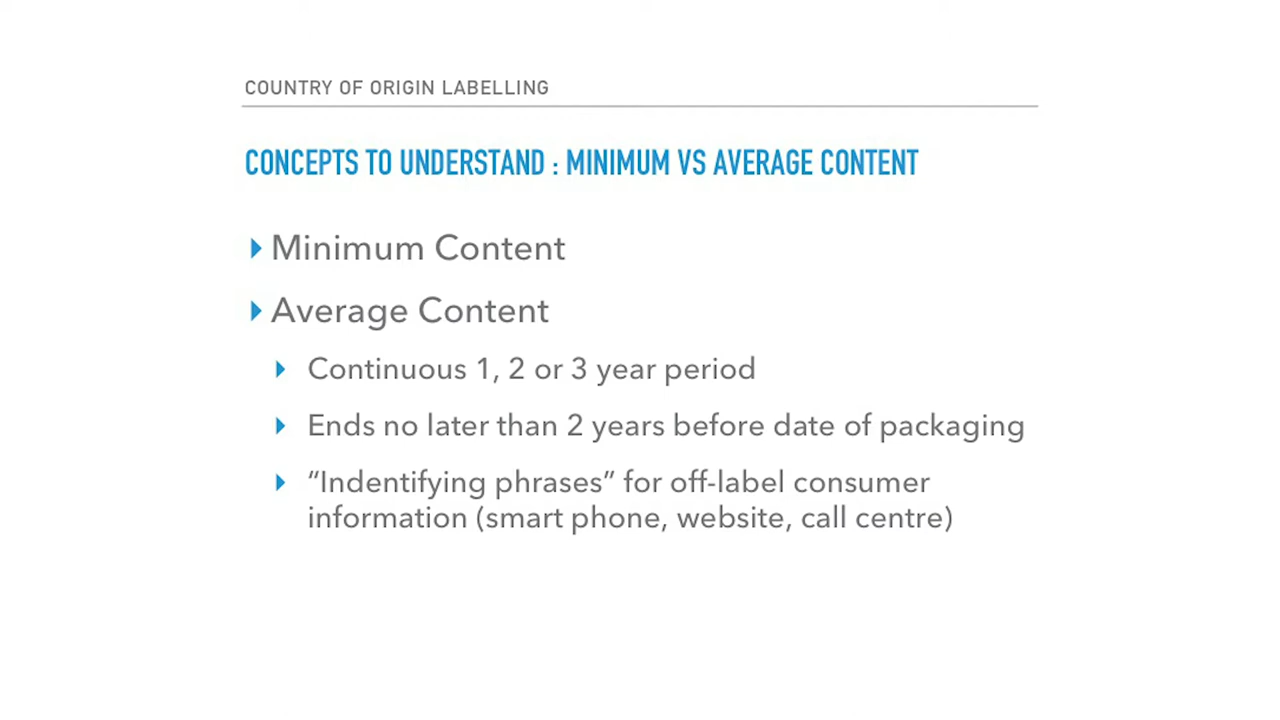 COUNTRY OF ORIGIN LABELLING
CONCEPTS TO UNDERSTAND : MINIMUM VS AVERAGE CONTENT
Minimum Content
Average Content
Continuous 1, 2 or 3 year period
Ends no later than 2 years before date of packaging
“Indentifying phrases” for off-label consumer
information (smart phone, website, call centre)